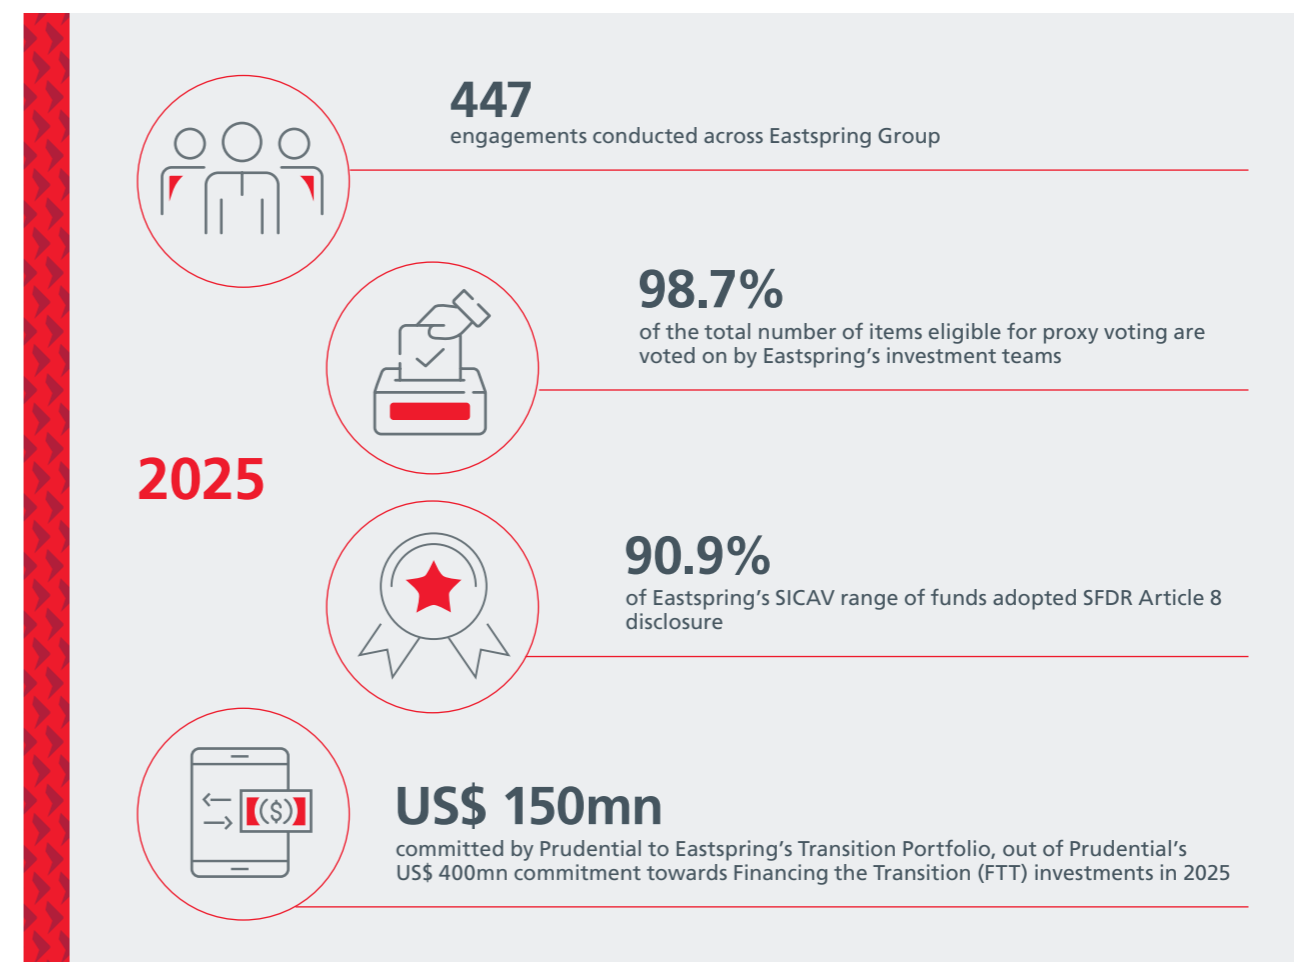 447
engagements conducted across Eastspring Group
98.7%
of the total number of items eligible for proxy voting are
voted on by Eastspring’s investment teams
2025
90.9%
of Eastspring’s SICAV range of funds adopted SFDR Article 8
disclosure
($)
US$ 150mn
committed by Prudential to Eastspring’s Transition Portfolio, out of Prudential’s
US$ 400mn commitment towards Financing the Transition (FTT) investments in 2025